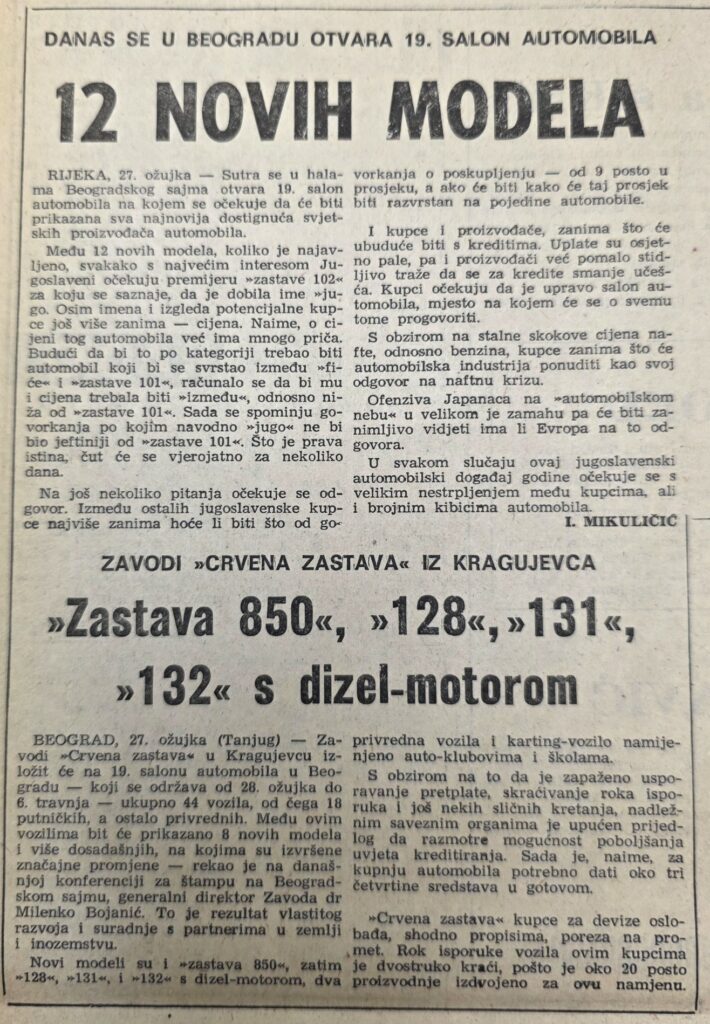 DANAS SE U BEOGRADU OTVARA 19. SALON AUTOMOBILA
12 NOVIH MODELA
RIJEKA, 27. ožujka — Sutra se u hala-
ma Beogradskog sajma otvara 19. salon
automobila na kojem se očekuje da će biti
prikazana sva najnovija dostignuća svjet-
skih proizvođača automobila.
Među 12 novih modela, koliko je najav-
ljeno, svakako s najvećim interesom Ju-
goslaveni očekuju premijeru »zastave 102«
za koju se saznaje, da je dobila ime »ju-
go. Osim imena i izgleda potencijalne kup-
ce još više zanima — cijena. Naime, o ci-
jeni tog automobila već ima mnogo priča.
Budući da bi to po kategoriji trebao biti
automobil koji bi se svrstao između »fi-
će« i »zastave 101«, računalo se da bi mu
i cijena trebala biti »između«, odnosno ni-
ža od »zastave 101«. Sada se spominju go-
vorkanja po kojim navodno »jugo« ne bi
bio jeftiniji od »zastave 101«. Što je prava
istina, čut će se vjerojatno za nekoliko
dana.
Na još nekoliko pitanja očekuje se od-
govor. Između ostalih jugoslavenske kup-
ce najviše zanima hoće li biti što od go-
vorkanja o poskupljenju — od 9 posto u
prosjeku, a ako će biti kako će taj prosjek
biti razvrstan na pojedine automobile.
I kupce i proizvođače, zanima što će
ubuduće biti s kreditima. Uplate su osjet-
no pale, pa i proizvođači već pomalo stid-
ljivo traže da se za kredite smanje učeš-
ća. Kupci očekuju da je upravo salon au-
tomobila, mjesto na kojem će se o svemu
tome progovoriti.
S obzirom na stalne skokove cijena naf-
te, odnosno benzina, kupce zanima što će
automobilska industrija ponuditi kao svoj
odgovor na naftnu krizu.
Ofenziva Japanaca na »automobilskom
nebu« u velikom je zamahu pa će biti za-
nimljivo vidjeti ima li Evropa na to od-
govora.
U svakom slučaju ovaj jugoslavenski
automobilski događaj godine očekuje se s
velikim nestrpljenjem među kupcima, ali
i brojnim kibicima automobila.
I. MIKULIČIĆ
ZAVODI »CRVENA ZASTAVA« IZ KRAGUJEVCA
»Zastava 850«, »128«, »131«,
»132« s dizel-motorom
BEOGRAD, 27. ožujka (Tanjug) — Za-
vodi »Crvena zastava« u Kragujevcu iz-
ložit će na 19. salonu automobila u Beo-
gradu — koji se održava od 28. ožujka do
6. travnja — ukupno 44 vozila, od čega 18
putničkih, a ostalo privrednih. Među ovim
vozilima bit će prikazano 8 novih modela
i više dosadašnjih, na kojima su izvršene
značajne promjene — rekao je na današ-
njoj konferenciji za štampu na Beograd-
skom sajmu, generalni direktor Zavoda dr
Milenko Bojanić. To je rezultat vlastitog
razvoja i suradnje s partnerima u zemlji
i inozemstvu.
Novi modeli su i »zastava 850«, zatim
»128«, »131«, i »132« s dizel-motorom, dva
privredna vozila i karting-vozilo namije-
njeno auto-klubovima i školama.
S obzirom na to da je zapaženo uspo-
ravanje pretplate, skraćivanje roka ispo-
ruka i još nekih sličnih kretanja, nadlež-
nim saveznim organima je upućen prijed-
log da razmotre mogućnost poboljšanja
uvjeta kreditiranja. Sada je, naime, za
kupnju automobila potrebno dati oko tri
četvrtine sredstava u gotovom.
»Crvena zastava« kupce za devize oslo-
bađa, shodno propisima, poreza na pro-
met. Rok isporuke vozila ovim kupcima
je dvostruko kraći, pošto je oko 20 posto
proizvodnje izdvojeno za ovu namjenu.